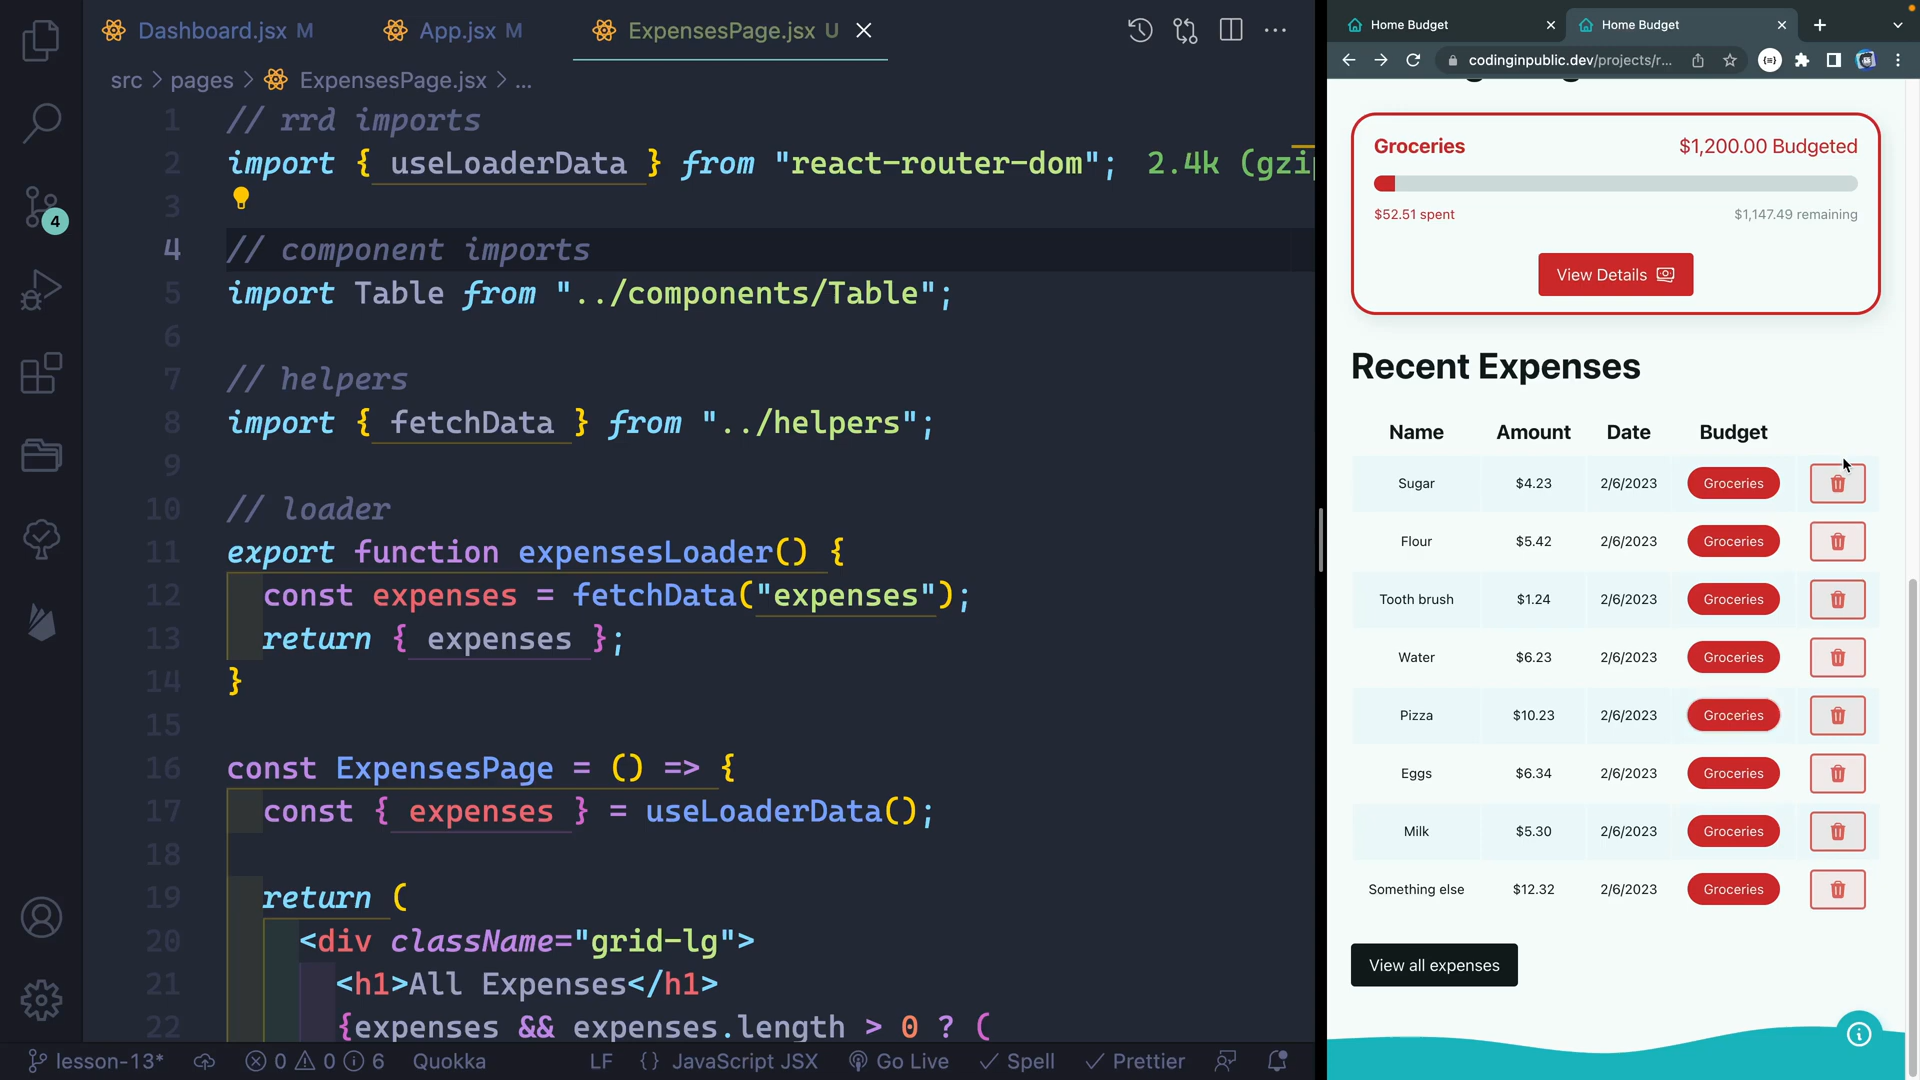 Dashboard.jsx M
App.jsx M
ExpensesPage.jsx U
src > pages > ExpensesPage.jsx > ...
1 // rrd imports
2 import { useLoaderData } from "react-router-dom"; 2.4k (gzi
3
4 // component imports
5 import Table from "../components/Table";
6
7 // helpers
8 import { fetchData } from "../helpers";
9
10 // loader
11 export function expensesLoader() {
12 const expenses = fetchData("expenses");
13 return { expenses };
14 }
15
16 const ExpensesPage = () => {
17 const { expenses } = useLoaderData();
18
19 return (
20 <div className="grid-lg">
21 <h1>All Expenses</h1>
22 {expenses && expenses.length > 0 ? (
4
lesson-13* 0 0 6 Quokka LF {} JavaScript JSX Go Live Spell Prettier
Home Budget
Home Budget
codinginpublic.dev/projects/r...
Groceries $1,200.00 Budgeted
$52.51 spent $1,147.49 remaining
View Details
Recent Expenses
Name Amount Date Budget
Sugar $4.23 2/6/2023 Groceries
Flour $5.42 2/6/2023 Groceries
Tooth brush $1.24 2/6/2023 Groceries
Water $6.23 2/6/2023 Groceries
Pizza $10.23 2/6/2023 Groceries
Eggs $6.34 2/6/2023 Groceries
Milk $5.30 2/6/2023 Groceries
Something else $12.32 2/6/2023 Groceries
View all expenses